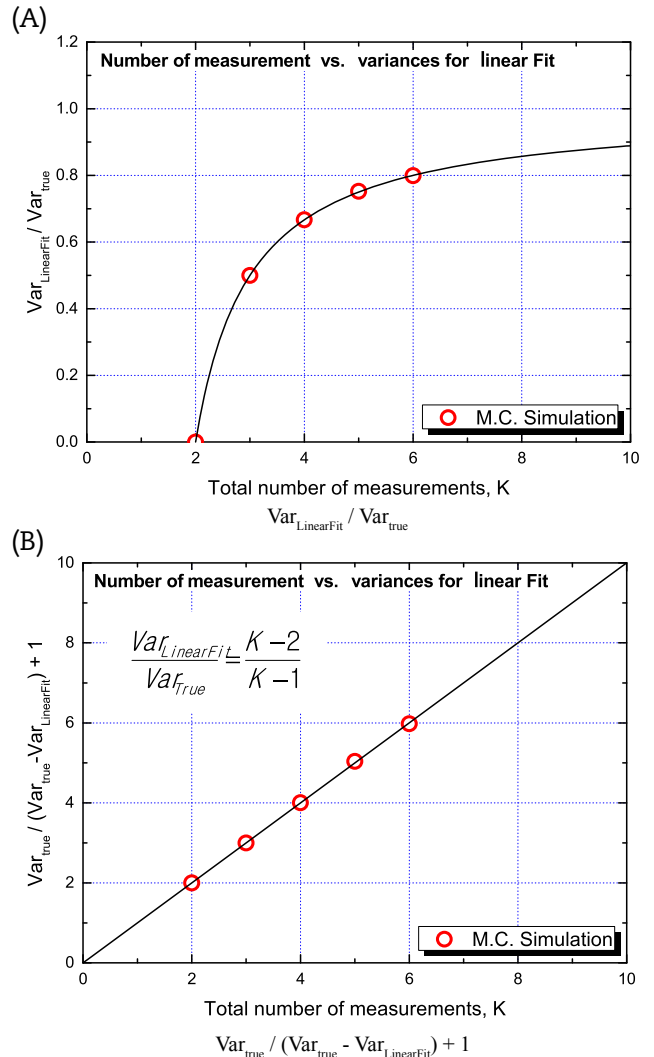 (A)
1.2
Number of measurement vs. variances for linear Fit
1.0
0.8
0.6
0.4
0.2
0.0
Var_LinearFit / Var_true
M.C. Simulation
0 2 4 6 8 10
Total number of measurements, K
Var_LinearFit / Var_true
(B)
10
Number of measurement vs. variances for linear Fit
8
6
4
2
0
Var_LinearFit / Var_True = K-2 / K-1
Var_true / (Var_true -Var_LinearFit) + 1
M.C. Simulation
0 2 4 6 8 10
Total number of measurements, K
Var_true / (Var_true - Var_LinearFit) + 1